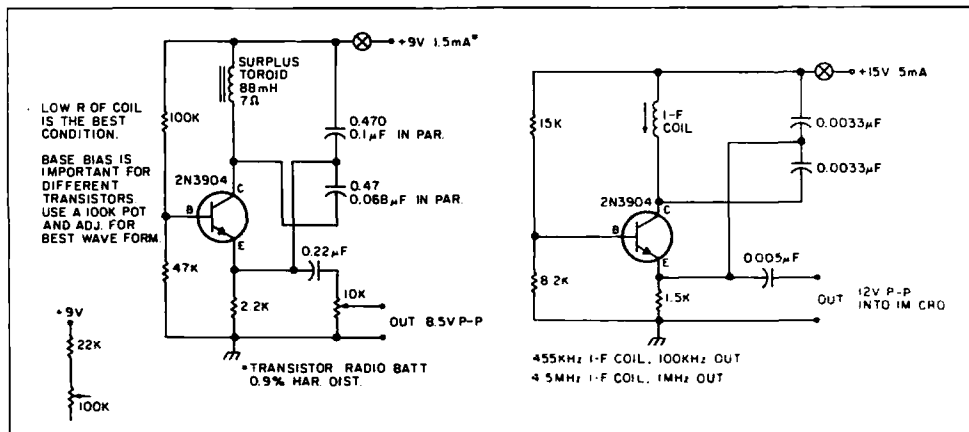 LOW R OF COIL
IS THE BEST
CONDITION.
BASE BIAS IS
IMPORTANT FOR
DIFFERENT
TRANSISTORS
USE A 100K POT
AND ADJ. FOR
BEST WAVE FORM
+9V
22K
100K
100K
47K
SURPLUS
TOROID
88mH
7Ω
+9V 1.5mA*
0.470
0.1μF IN PAR.
0.47
0.068μF IN PAR.
2N3904
C
B
E
0.22μF
2.2K
10K
OUT 8.5V P-P
*TRANSISTOR RADIO BATT
0.9% HAR. DIST.
+15V 5mA
15K
I-F
COIL
0.0033μF
0.0033μF
2N3904
C
B
E
8.2K
1.5K
0.005μF
OUT 12V P-P
INTO 1M CRO
455KHz I-F COIL, 100KHz OUT
4.5MHz I-F COIL, 1MHz OUT